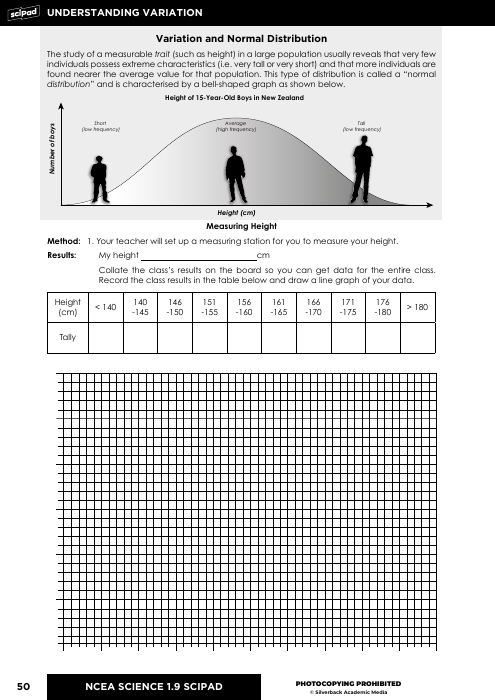 scipad UNDERSTANDING VARIATION
Variation and Normal Distribution
The study of a measurable trait (such as height) in a large population usually reveals that very few
individuals possess extreme characteristics (i.e. very tall or very short) and that more individuals are
found nearer the average value for that population. This type of distribution is called a "normal
distribution" and is characterised by a bell-shaped graph as shown below.
Height of 15-Year-Old Boys in New Zealand
Number of boys
Short
(low frequency)
Average
(high frequency)
Tall
(low frequency)
Height (cm)
Measuring Height
Method: 1. Your teacher will set up a measuring station for you to measure your height.
Results: My height cm
Collate the class's results on the board so you can get data for the entire class.
Record the class results in the table below and draw a line graph of your data.
Height (cm) < 140 140 -145 146 -150 151 -155 156 -160 161 -165 166 -170 171 -175 176 -180 > 180
Tally
50 NCEA SCIENCE 1.9 SCIPAD PHOTOCOPYING PROHIBITED
© Silverback Academic Media